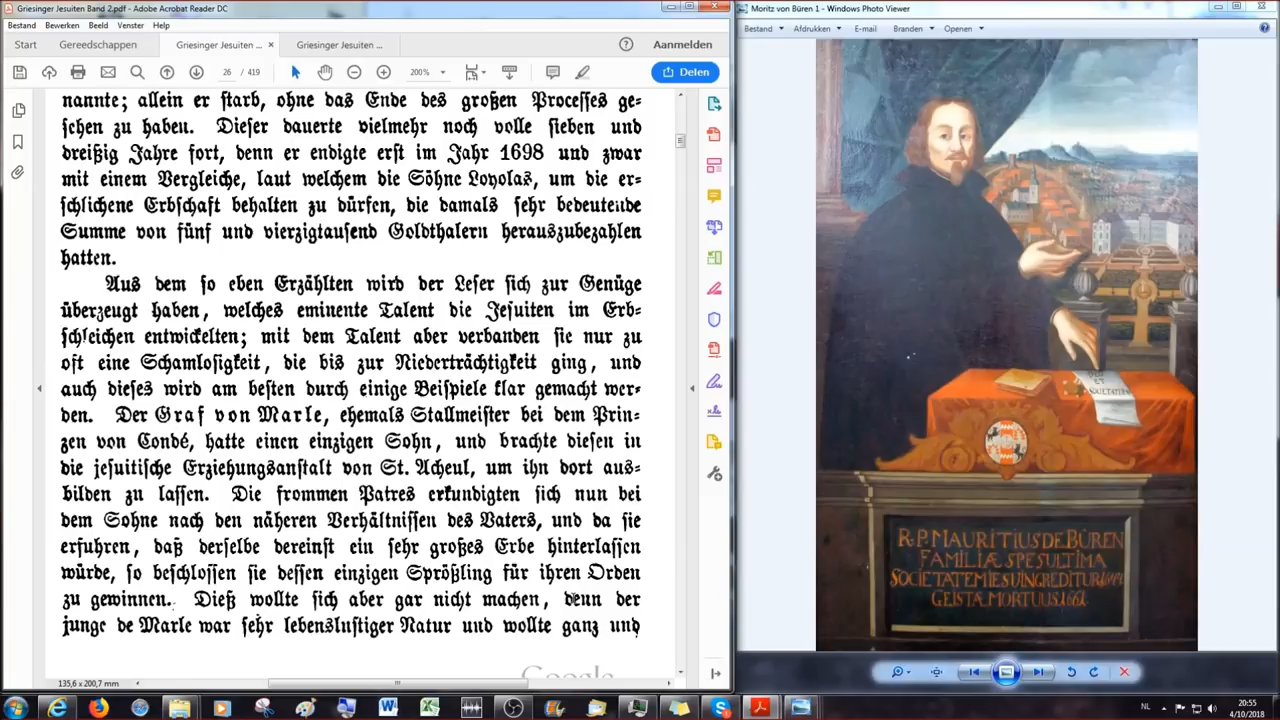 Griesinger Jesuiten Band 2.pdf - Adobe Acrobat Reader DC
Bestand Bewerken Beeld Venster Help
Start Gereedschappen Griesinger Jesuiten ... × Griesinger Jesuiten ... Aanmelden
26 / 419 200% Delen
nannte; allein er starb, ohne das Ende des großen Processes ge-
sehen zu haben. Dieser dauerte vielmehr noch volle sieben und
dreißig Jahre fort, denn er endigte erst im Jahr 1698 und zwar
mit einem Vergleiche, laut welchem die Söhne Loyolas, um die er-
schlichene Erbschaft behalten zu dürfen, die damals sehr bedeutende
Summe von fünf und vierzigtausend Goldthalern herauszubezahlen
hatten.
Aus dem so eben Erzählten wird der Leser sich zur Genüge
überzeugt haben, welches eminente Talent die Jesuiten im Erb-
schleichen entwickelten; mit dem Talent aber verbanden sie nur zu
oft eine Schamlosigkeit, die bis zur Niederträchtigkeit ging, und
auch dieses wird am besten durch einige Beispiele klar gemacht wer-
den. Der Graf von Marle, ehemals Stallmeister bei dem Prin-
zen von Condé, hatte einen einzigen Sohn, und brachte diesen in
die jesuitische Erziehungsanstalt von St. Acheul, um ihn dort aus-
bilden zu lassen. Die frommen Patres erkundigten sich nun bei
dem Sohne nach den näheren Verhältnissen des Vaters, und da sie
erfuhren, daß derselbe dereinst ein sehr großes Erbe hinterlassen
würde, so beschlossen sie dessen einzigen Sprößling für ihren Orden
zu gewinnen. Dieß wollte sich aber gar nicht machen, denn der
junge de Marle war sehr lebenslustiger Natur und wollte ganz und
Google
135,6 x 200,7 mm
Moritz von Büren 1 - Windows Photo Viewer
Bestand Afdrukken E-mail Branden Openen
DEO
ET
SOCIETATI
R. P. MAURITIUS DE BÜREN
FAMILIÆ SPES ULTIMA
SOCIETATEM IESU INGREDITUR
MORTUUS 1661
NL 20:55
4/10/2018